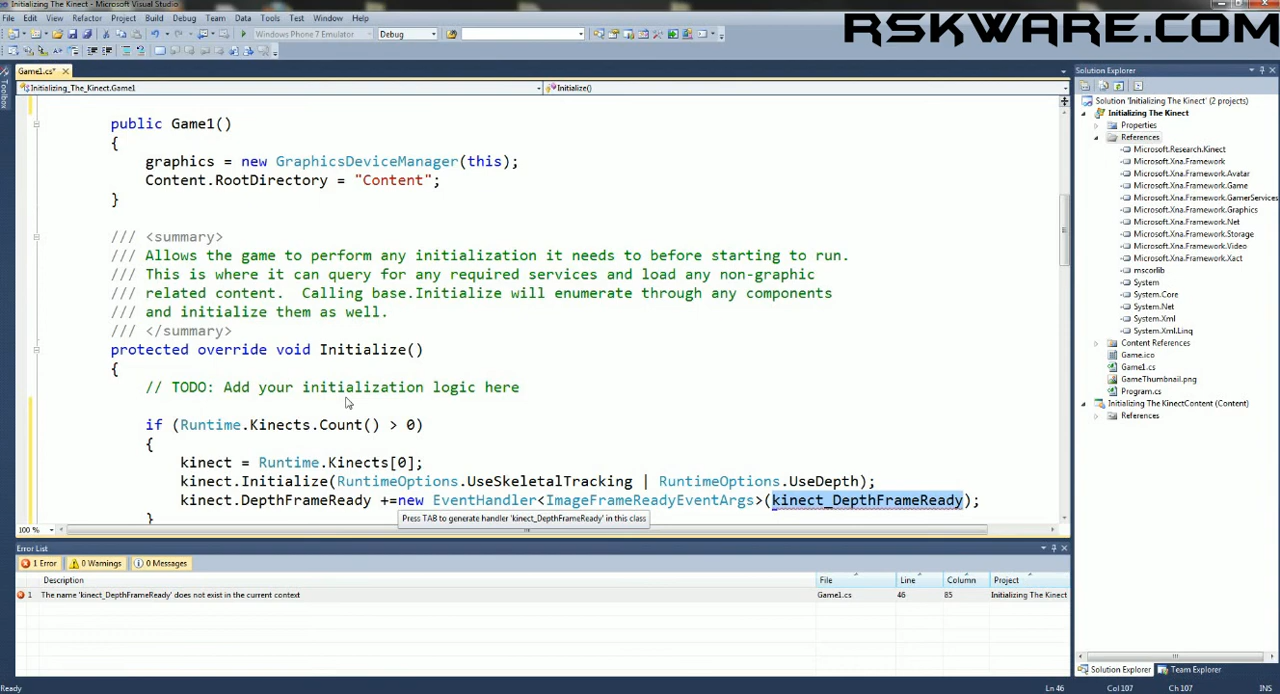 Initializing The Kinect - Microsoft Visual Studio
File Edit View Refactor Project Build Debug Team Data Tools Test Window Help
Windows Phone 7 Emulator Debug
RSKWARE.COM
Game1.cs*
Initializing_The_Kinect.Game1
Initialize()
public Game1()
{
graphics = new GraphicsDeviceManager(this);
Content.RootDirectory = "Content";
}
/// <summary>
/// Allows the game to perform any initialization it needs to before starting to run.
/// This is where it can query for any required services and load any non-graphic
/// related content.  Calling base.Initialize will enumerate through any components
/// and initialize them as well.
/// </summary>
protected override void Initialize()
{
// TODO: Add your initialization logic here
if (Runtime.Kinects.Count() > 0)
{
kinect = Runtime.Kinects[0];
kinect.Initialize(RuntimeOptions.UseSkeletalTracking | RuntimeOptions.UseDepth);
kinect.DepthFrameReady +=new EventHandler<ImageFrameReadyEventArgs>(kinect_DepthFrameReady);
Press TAB to generate handler 'kinect_DepthFrameReady' in this class
}
100 %
Error List
1 Error 0 Warnings 0 Messages
Description File Line Column Project
1 The name 'kinect_DepthFrameReady' does not exist in the current context Game1.cs 46 85 Initializing The Kinect
Toolbox
Solution Explorer
Solution 'Initializing The Kinect' (2 projects)
Initializing The Kinect
Properties
References
Microsoft.Research.Kinect
Microsoft.Xna.Framework
Microsoft.Xna.Framework.Avatar
Microsoft.Xna.Framework.Game
Microsoft.Xna.Framework.GamerServices
Microsoft.Xna.Framework.Graphics
Microsoft.Xna.Framework.Net
Microsoft.Xna.Framework.Storage
Microsoft.Xna.Framework.Video
Microsoft.Xna.Framework.Xact
mscorlib
System
System.Core
System.Net
System.Xml
System.Xml.Linq
Content References
Game.ico
Game1.cs
GameThumbnail.png
Program.cs
Initializing The KinectContent (Content)
References
Solution Explorer Team Explorer
Ready Ln 46 Col 107 Ch 107 INS